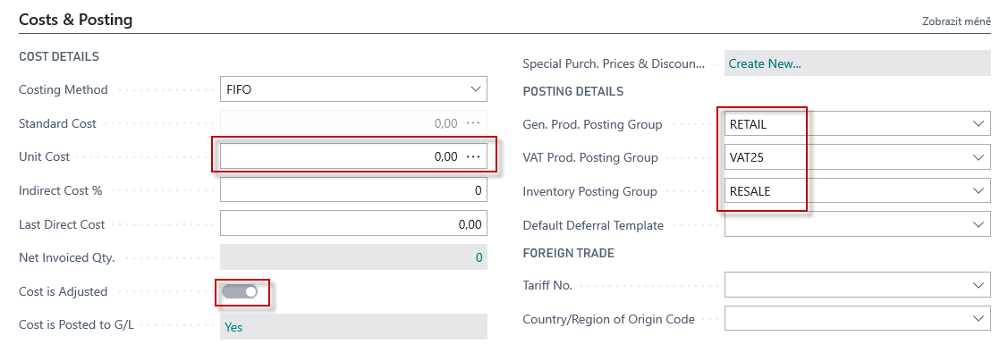 Costs & Posting
Zobrazit méně
COST DETAILS
Costing Method FIFO
Standard Cost 0,00 ...
Unit Cost 0,00 ...
Indirect Cost % 0
Last Direct Cost 0,00
Net Invoiced Qty. 0
Cost is Adjusted
Cost is Posted to G/L Yes
Special Purch. Prices & Discoun... Create New...
POSTING DETAILS
Gen. Prod. Posting Group RETAIL
VAT Prod. Posting Group VAT25
Inventory Posting Group RESALE
Default Deferral Template
FOREIGN TRADE
Tariff No.
Country/Region of Origin Code